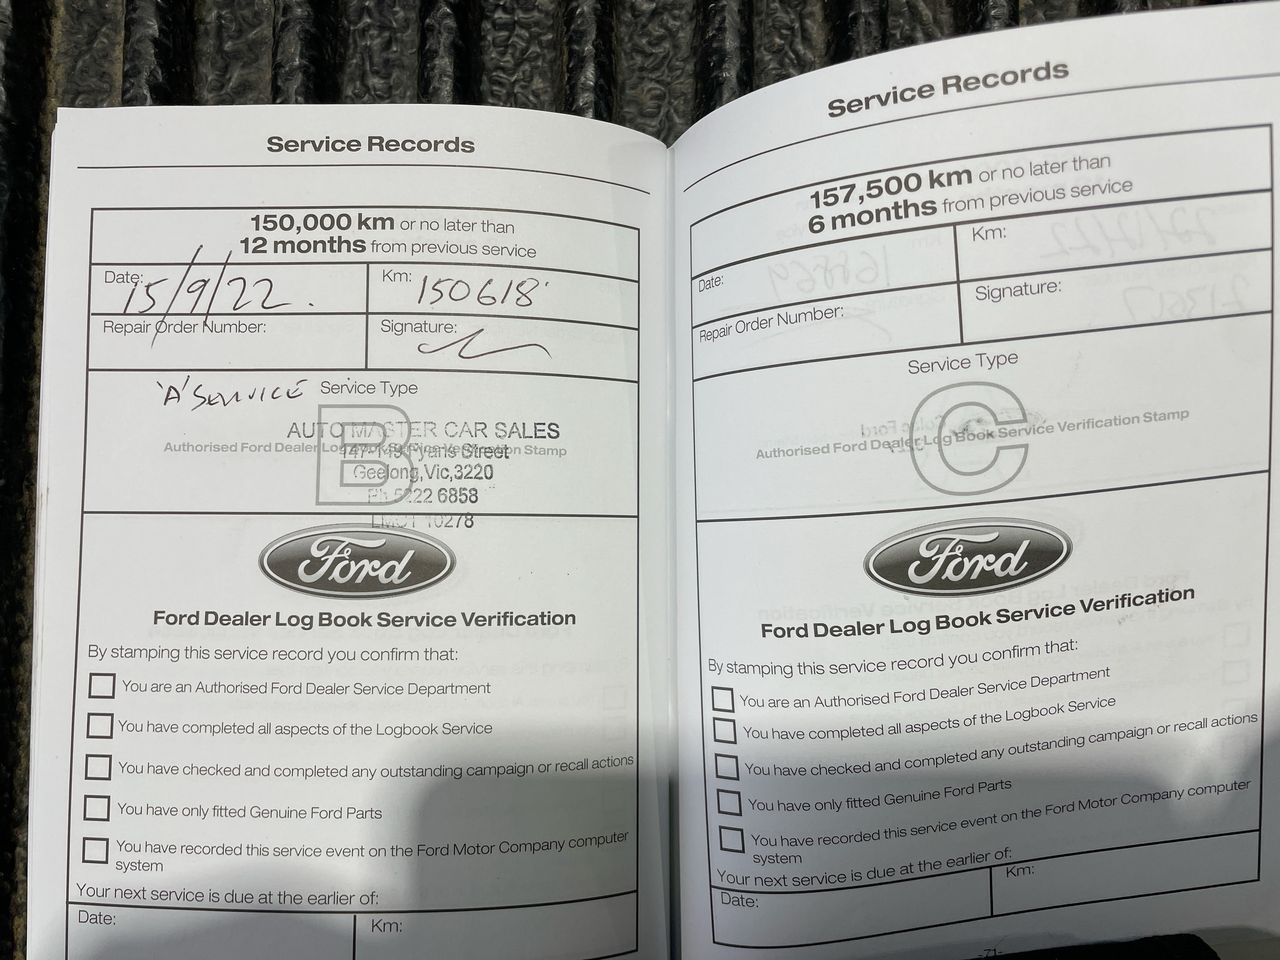 Service Records
150,000 km or no later than
12 months from previous service
Date: 15/9/22.
Km: 150618
Repair Order Number:
Signature:
'A' SERVICE Service Type
B
AUTO MASTER CAR SALES
Authorised Ford Dealer Log Book Service Verification Stamp
Street
Geelong, Vic, 3220
Ph 5222 6858
LMCT 10278
Ford
Ford Dealer Log Book Service Verification
By stamping this service record you confirm that:
You are an Authorised Ford Dealer Service Department
You have completed all aspects of the Logbook Service
You have checked and completed any outstanding campaign or recall actions
You have only fitted Genuine Ford Parts
You have recorded this service event on the Ford Motor Company computer
system
Your next service is due at the earlier of:
Date:
Km:
Service Records
157,500 km or no later than
6 months from previous service
Date:
Km:
Repair Order Number:
Signature:
Service Type
C
Authorised Ford Dealer Log Book Service Verification Stamp
Ford
Ford Dealer Log Book Service Verification
By stamping this service record you confirm that:
You are an Authorised Ford Dealer Service Department
You have completed all aspects of the Logbook Service
You have checked and completed any outstanding campaign or recall actions
You have only fitted Genuine Ford Parts
You have recorded this service event on the Ford Motor Company computer
system
Your next service is due at the earlier of:
Date:
Km:
-71-